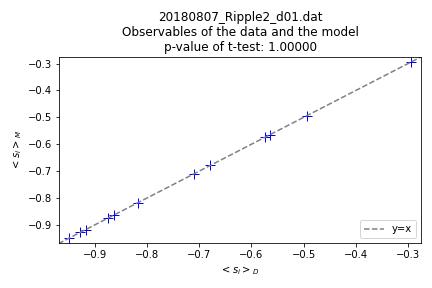 20180807_Ripple2_d01.dat
Observables of the data and the model
p-value of t-test: 1.00000
−0.3
−0.4
−0.5
−0.6
−0.7
−0.8
−0.9
< s_i >_M
y=x
−0.9 −0.8 −0.7 −0.6 −0.5 −0.4 −0.3
< s_i >_D